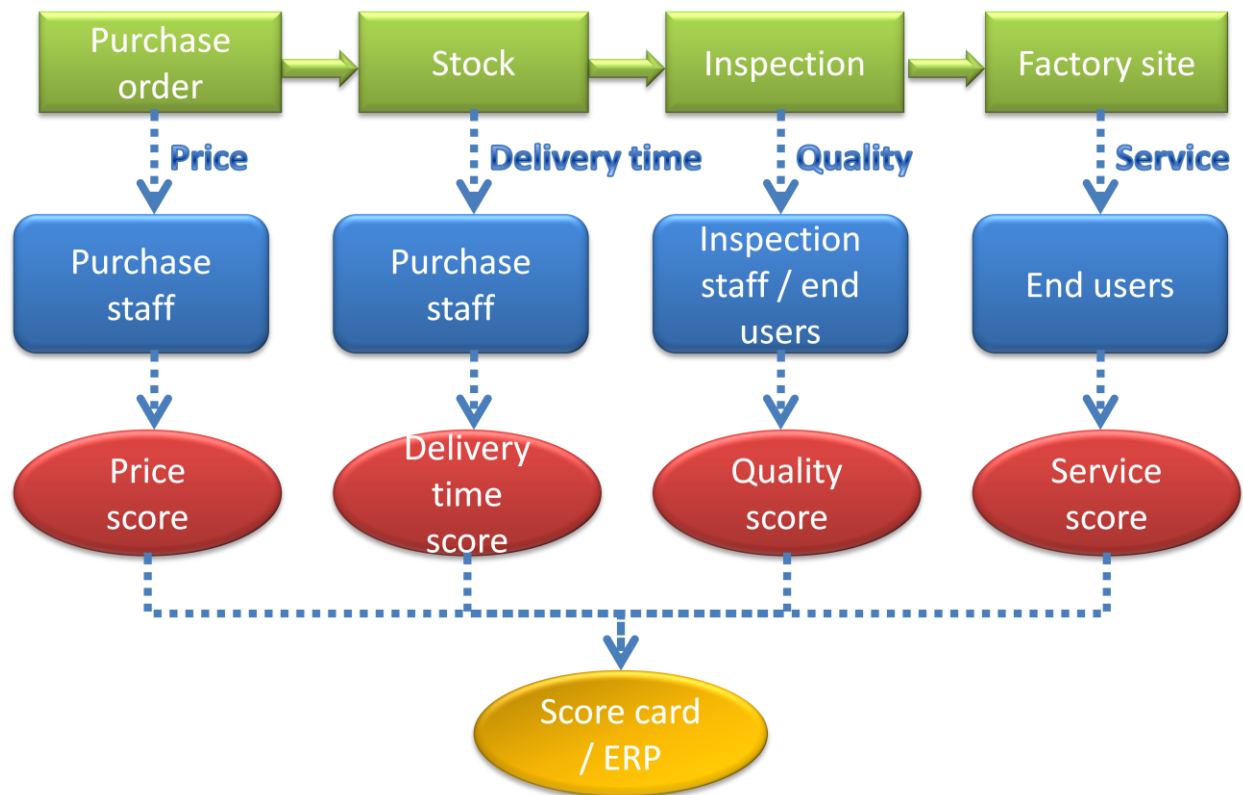 Purchase
order
Stock
Inspection
Factory site
Price
Delivery time
Quality
Service
Purchase
staff
Purchase
staff
Inspection
staff / end
users
End users
Price
score
Delivery
time
score
Quality
score
Service
score
Score card
/ ERP